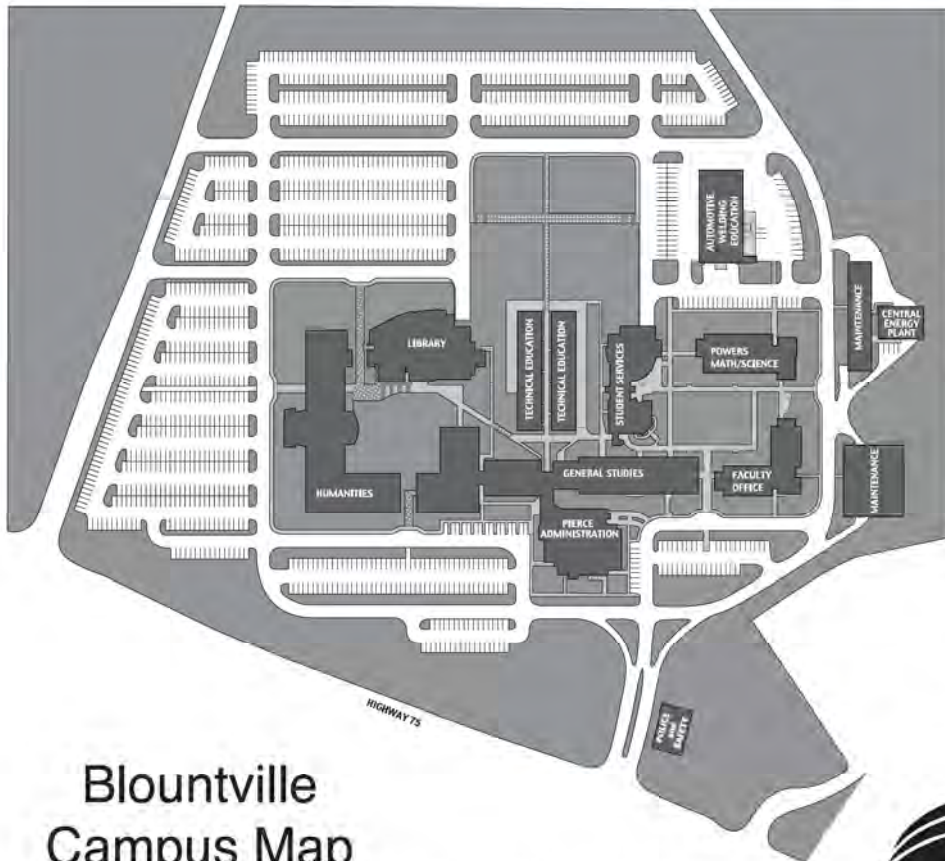 AUTOMOTIVE
WELDING
EDUCATION
MAINTENANCE
CENTRAL
ENERGY
PLANT
LIBRARY
TECHNICAL EDUCATION
TECHNICAL EDUCATION
STUDENT SERVICES
POWERS
MATH/SCIENCE
GENERAL STUDIES
FACULTY
OFFICE
MAINTENANCE
HUMANITIES
PIERCE
ADMINISTRATION
HIGHWAY 75
POLICE
and
SAFETY
Blountville
Campus Map